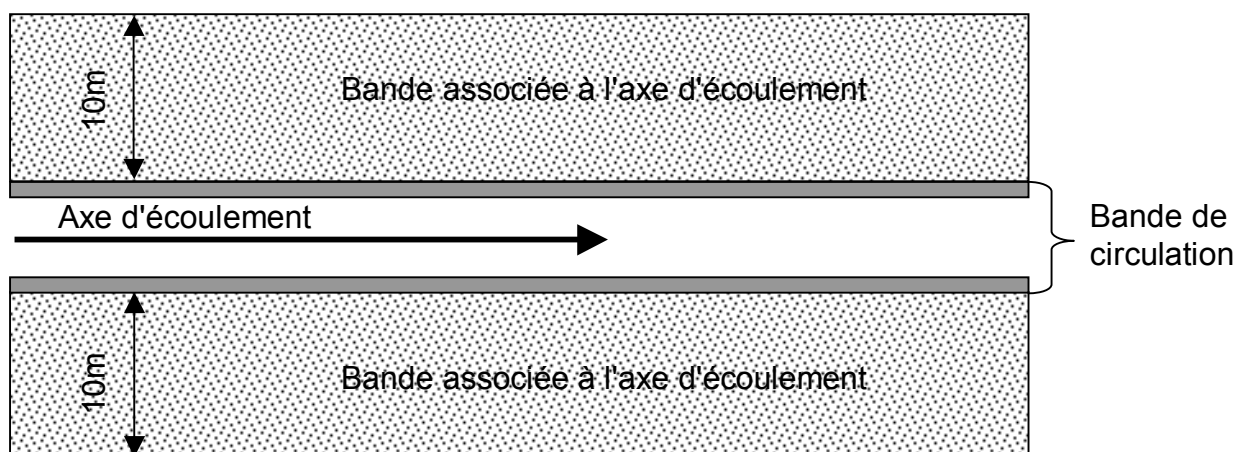 10m
Bande associée à l'axe d'écoulement
Axe d'écoulement
Bande de
circulation
10m
Bande associée à l'axe d'écoulement